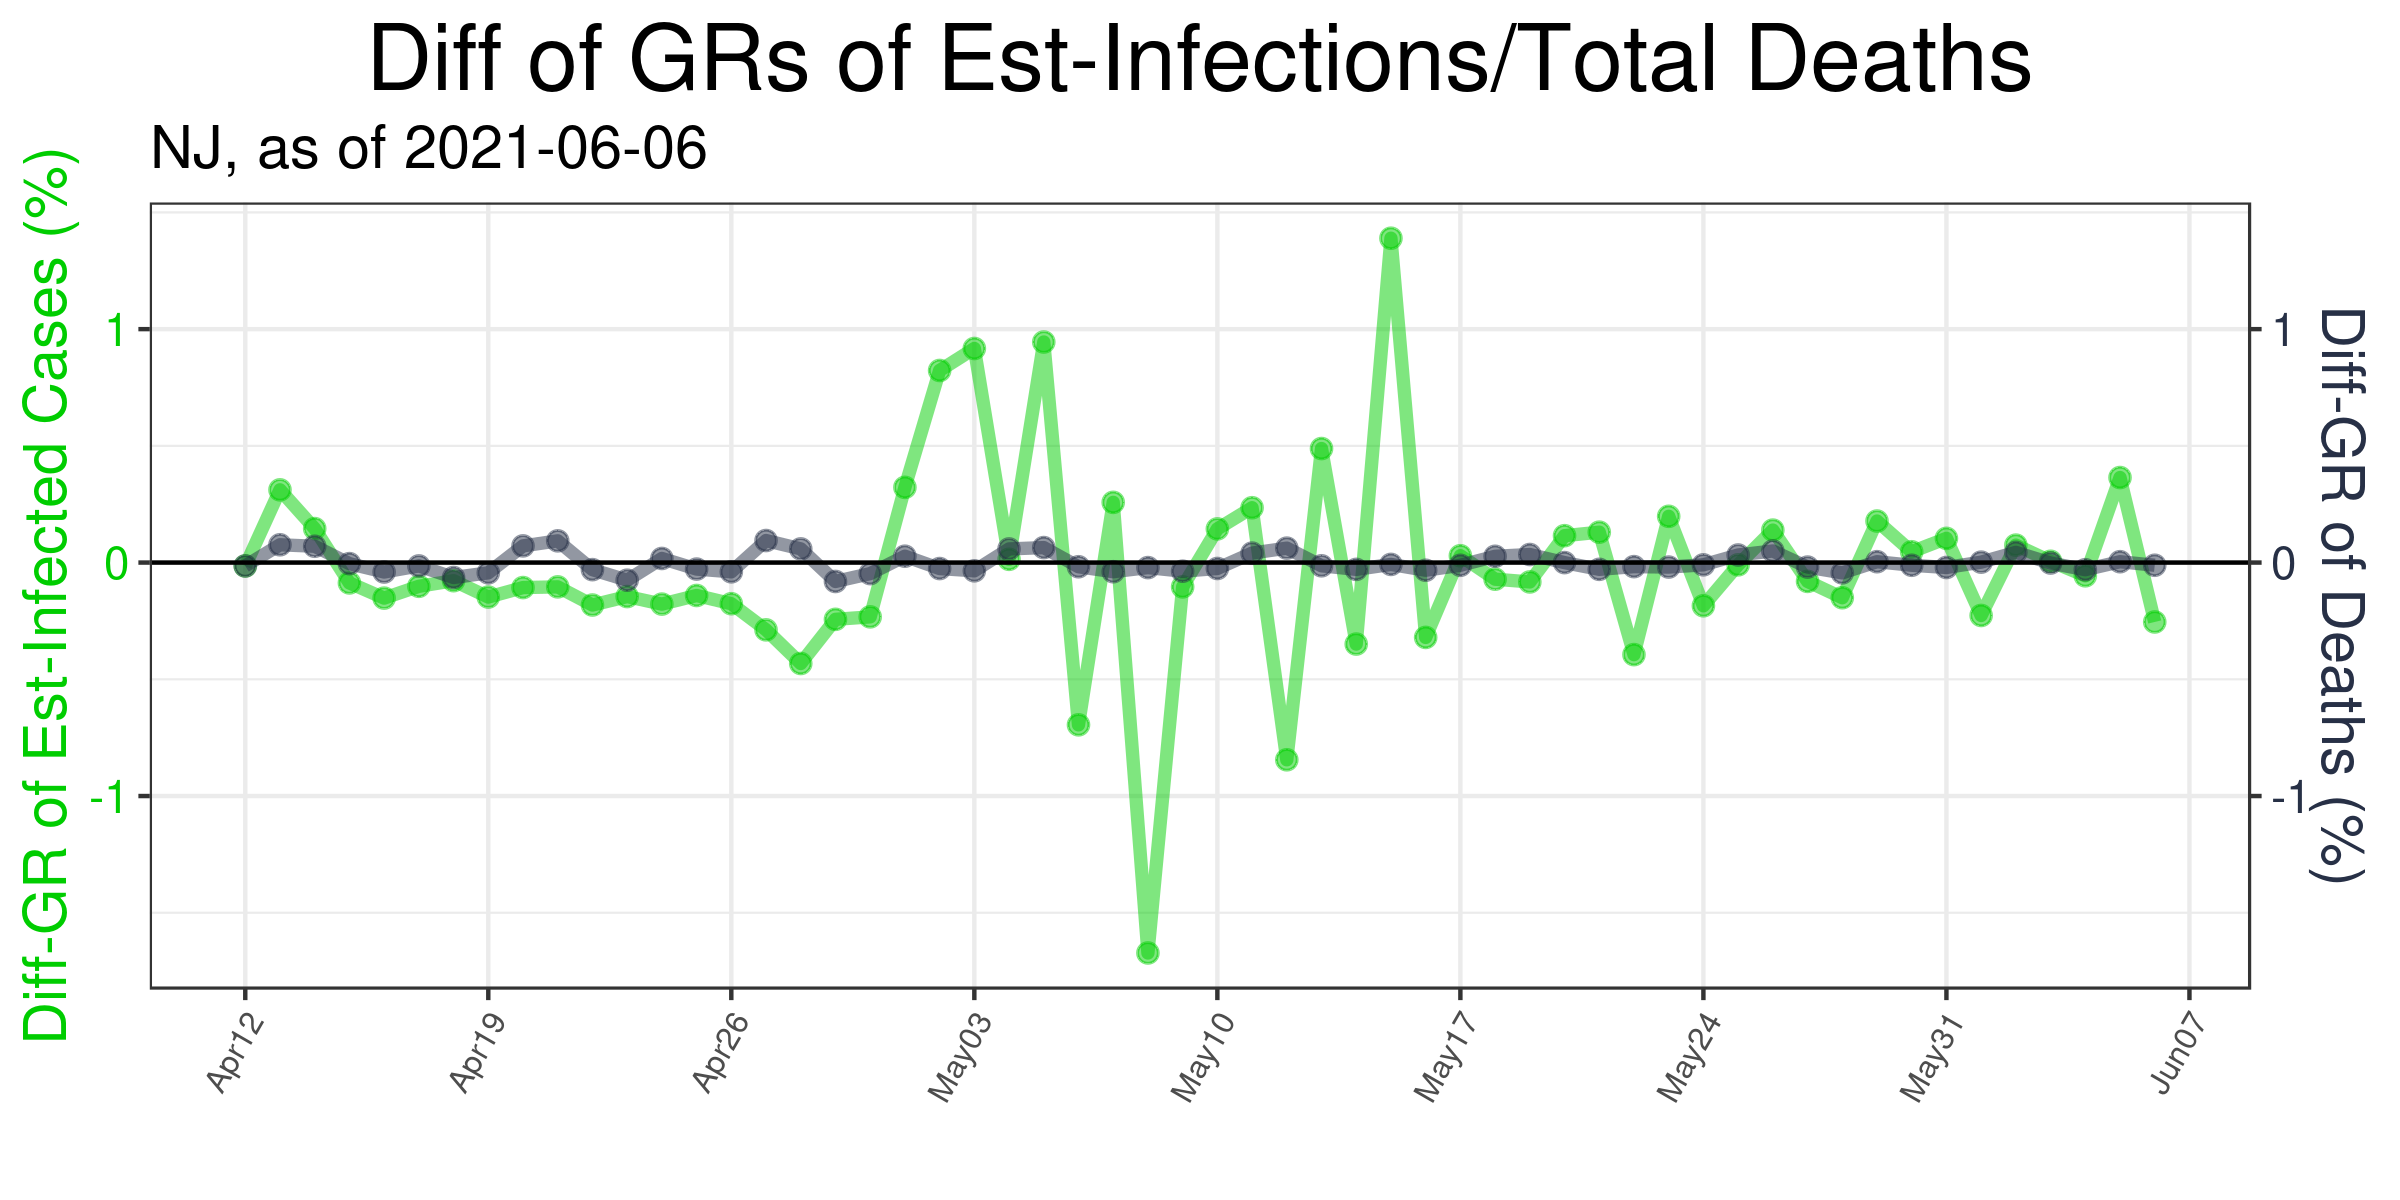 Diff of GRs of Est-Infections/Total Deaths
NJ, as of 2021-06-06
Diff-GR of Est-Infected Cases (%)
1
0
-1
1
0
-1
Diff-GR of Deaths (%)
Apr12
Apr19
Apr26
May03
May10
May17
May24
May31
Jun07